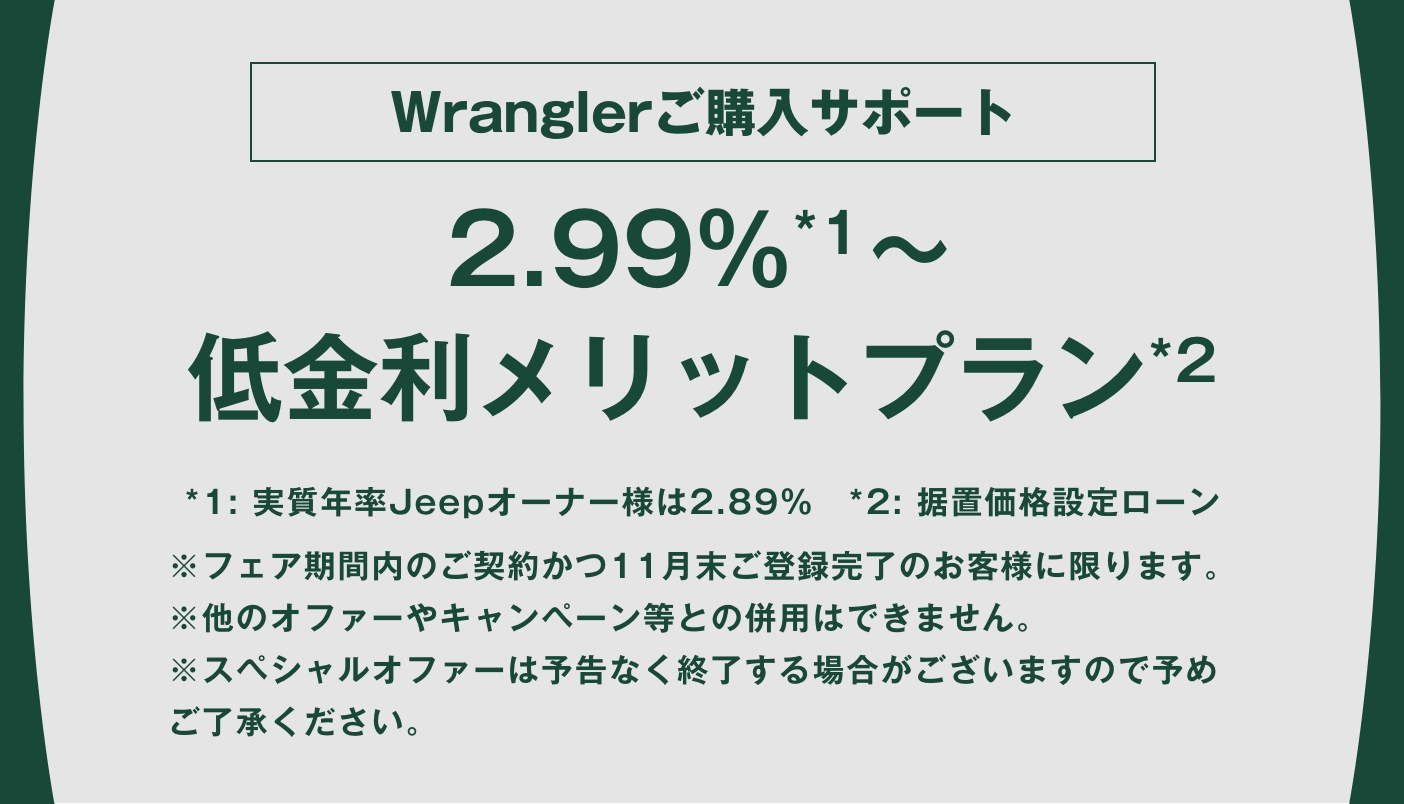 Wranglerご購入サポート
2.99%*1～
低金利メリットプラン*2
*1: 実質年率Jeepオーナー様は2.89%　*2: 据置価格設定ローン
※フェア期間内のご契約かつ11月末ご登録完了のお客様に限ります。
※他のオファーやキャンペーン等との併用はできません。
※スペシャルオファーは予告なく終了する場合がございますので予め
ご了承ください。